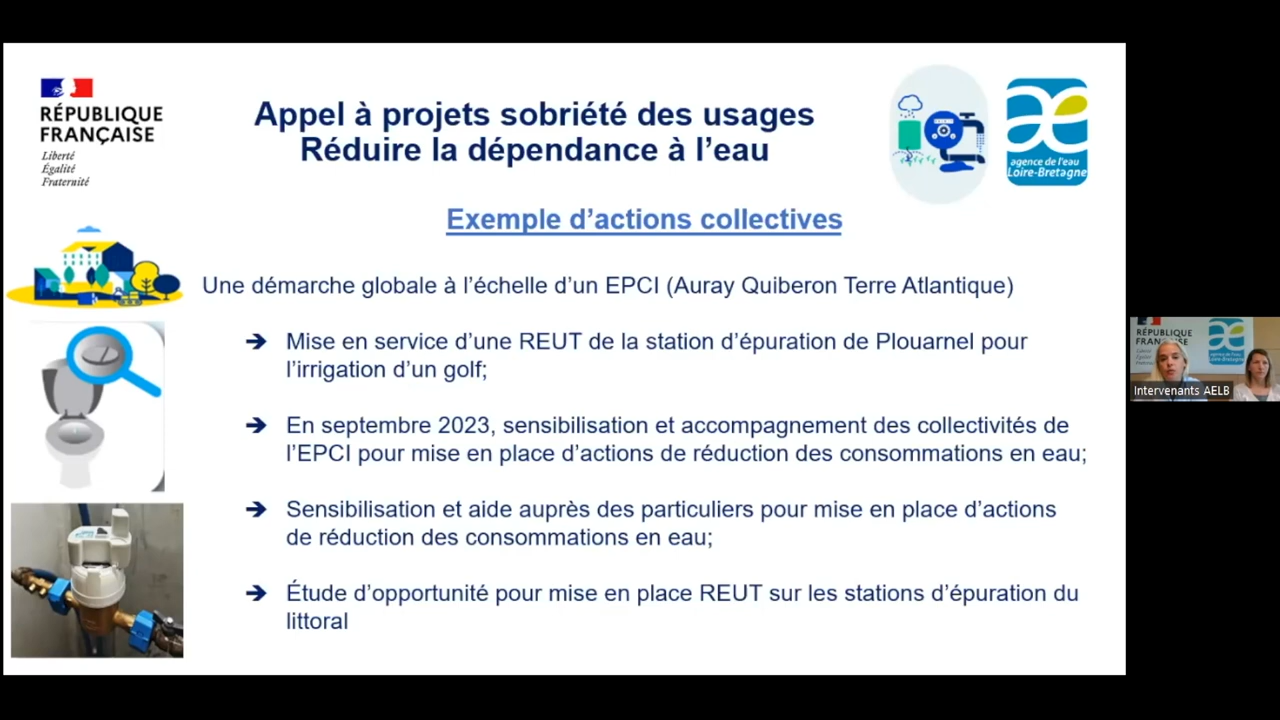 RÉPUBLIQUE
FRANÇAISE
Liberté
Égalité
Fraternité
Appel à projets sobriété des usages
Réduire la dépendance à l'eau
agence de l'eau
Loire-Bretagne
Exemple d'actions collectives
Une démarche globale à l'échelle d'un EPCI (Auray Quiberon Terre Atlantique)
➔ Mise en service d'une REUT de la station d'épuration de Plouarnel pour
l'irrigation d'un golf;
➔ En septembre 2023, sensibilisation et accompagnement des collectivités de
l'EPCI pour mise en place d'actions de réduction des consommations en eau;
➔ Sensibilisation et aide auprès des particuliers pour mise en place d'actions
de réduction des consommations en eau;
➔ Étude d'opportunité pour mise en place REUT sur les stations d'épuration du
littoral
RÉPUBLIQUE
FRANÇAISE
Intervenants AELB